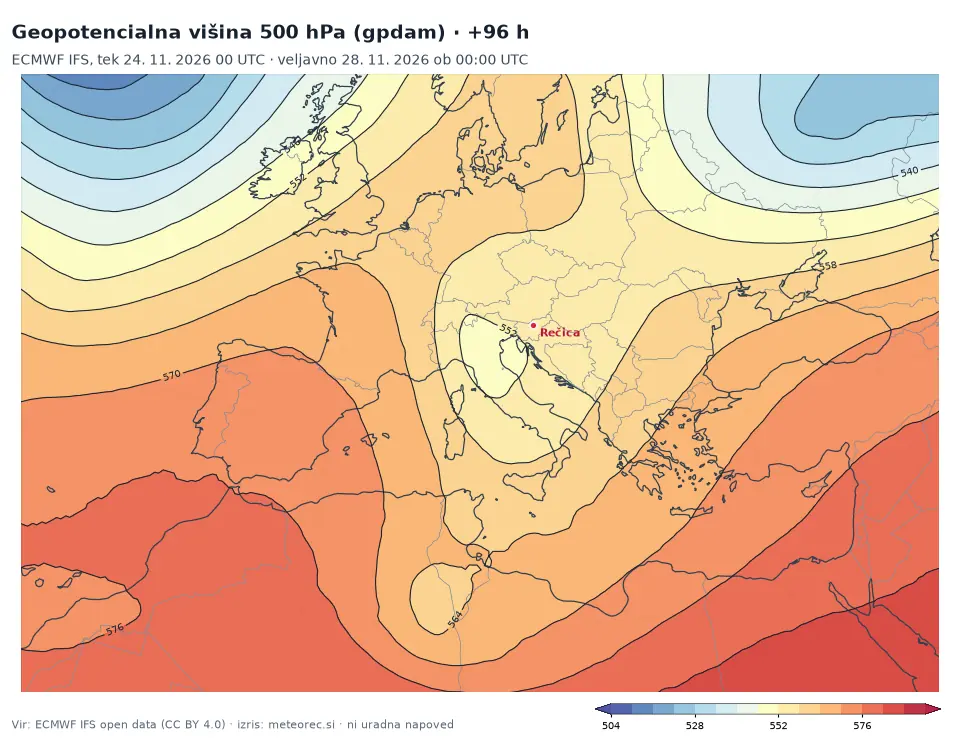 Geopotencialna višina 500 hPa (gpdam) · +96 h
ECMWF IFS, tek 24. 11. 2026 00 UTC · veljavno 28. 11. 2026 ob 00:00 UTC
540
552
558
552
Rečica
570
564
576
504 528 552 576
Vir: ECMWF IFS open data (CC BY 4.0) · izris: meteorec.si · ni uradna napoved